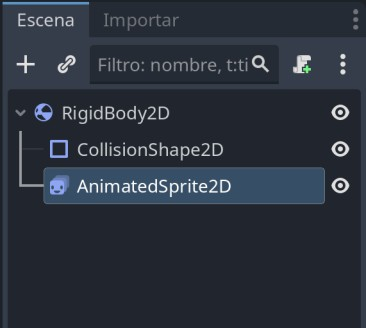 Escena Importar
Filtro: nombre, t:ti
RigidBody2D
CollisionShape2D
AnimatedSprite2D